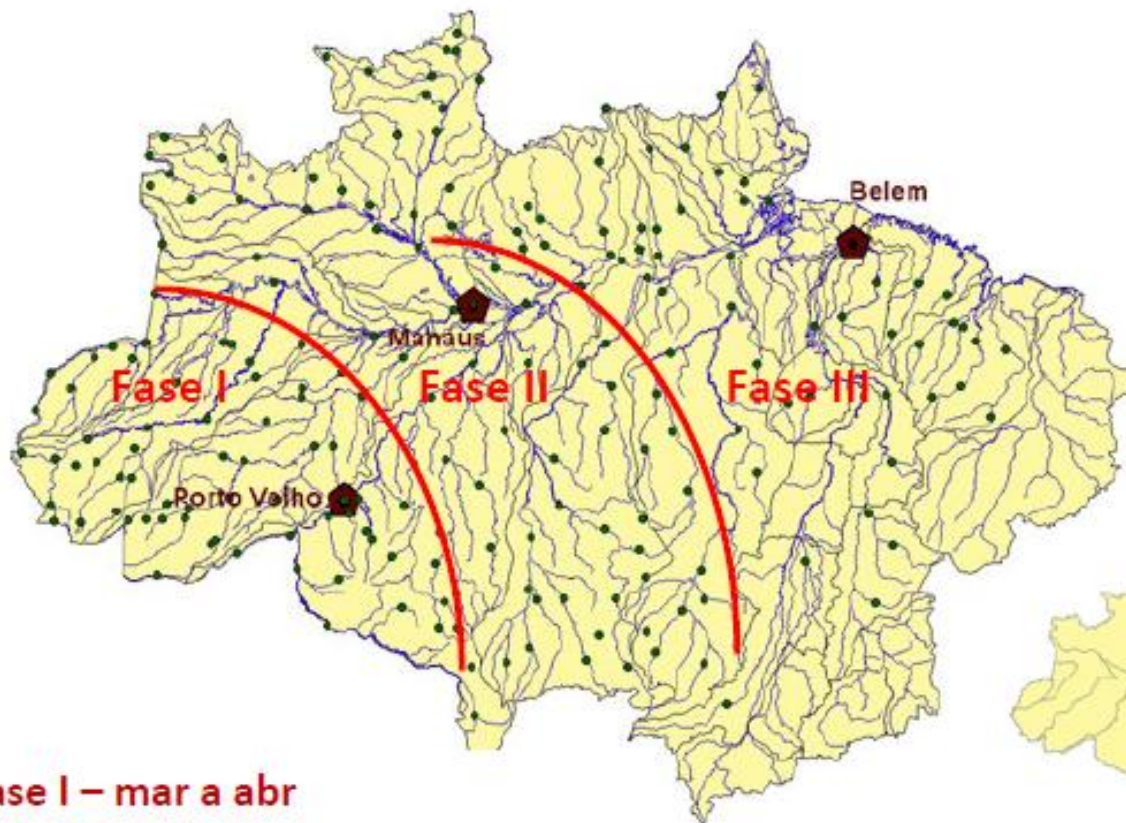 Belem
Manaus
Fase I
Fase II
Fase III
Porto Velho
ase I – mar a abr